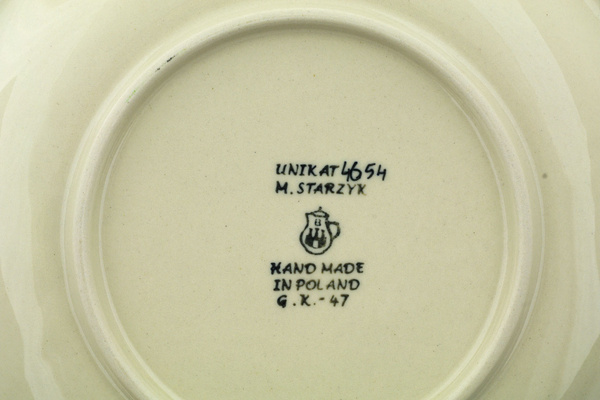 UNIKAT 4654
M. STARZYK
B
HAND MADE
IN POLAND
G.K.-47